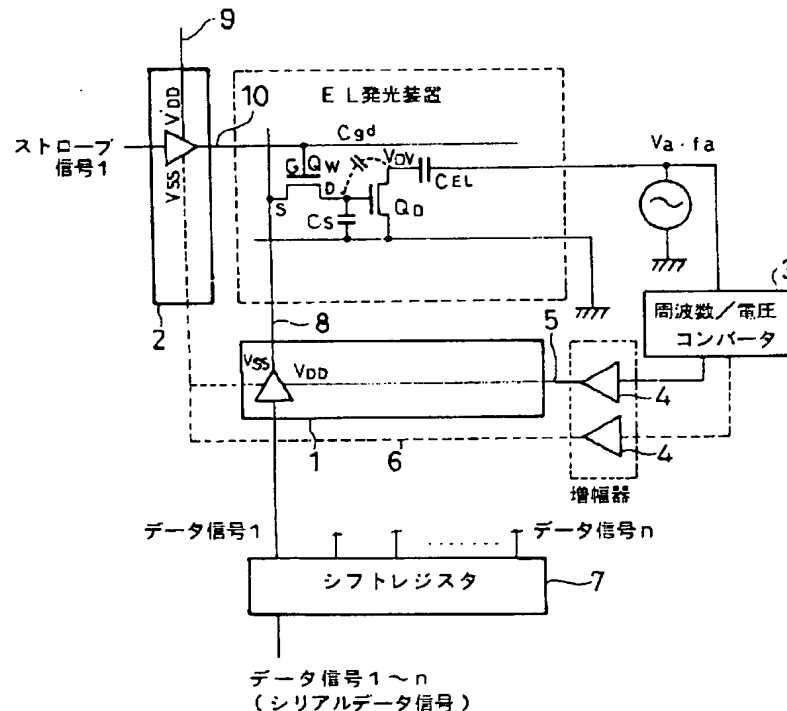 9
VDD
10
EL発光装置
ストローブ
信号1
VSS
Cgd
G
QW
VDV
CEL
Va・fa
S
D
CS
QD
2
3
周波数/電圧
コンバータ
8
5
VSS
VDD
4
1
6
4
増幅器
データ信号1
データ信号n
シフトレジスタ
7
データ信号1~n
(シリアルデータ信号)